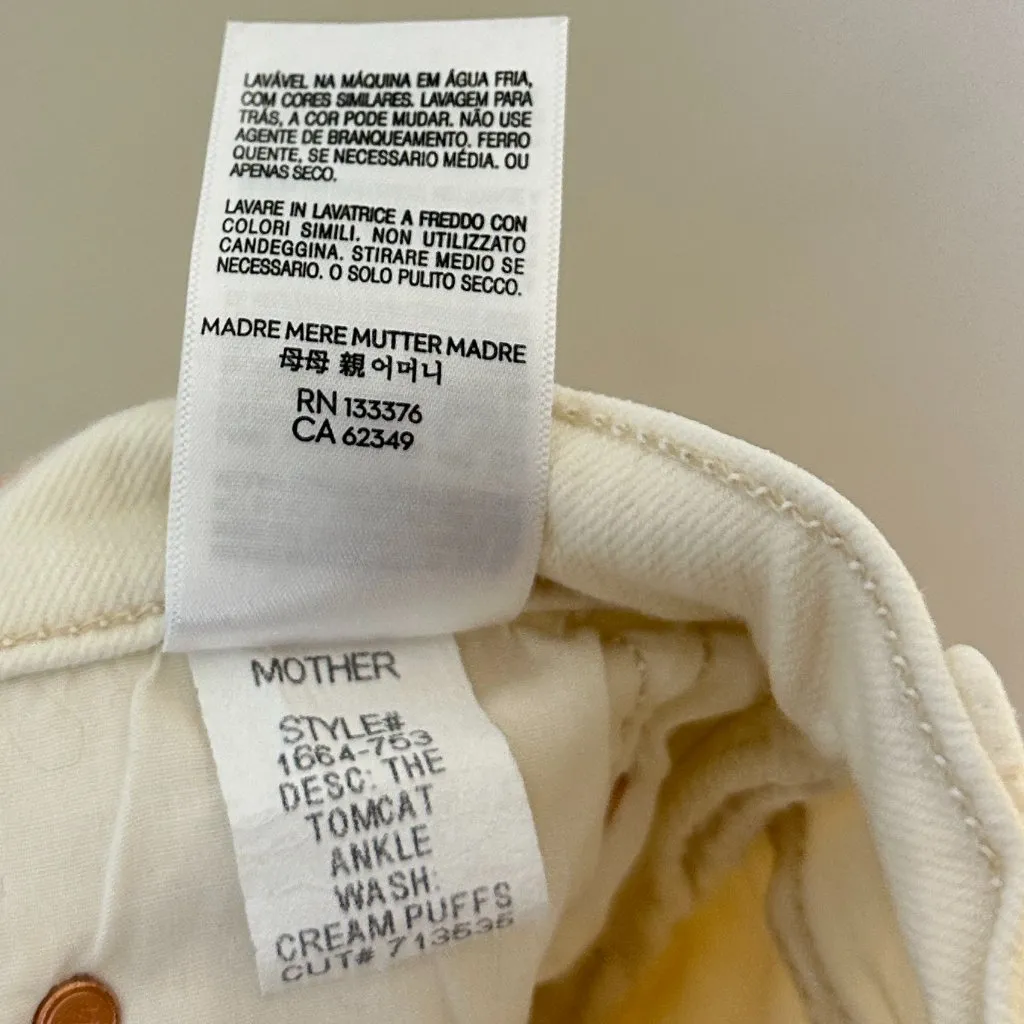 LAVÁVEL NA MÁQUINA EM ÁGUA FRIA,
COM CORES SIMILARES. LAVAGEM PARA
TRÁS, A COR PODE MUDAR. NÃO USE
AGENTE DE BRANQUEAMENTO. FERRO
QUENTE, SE NECESSARIO MÉDIA. OU
APENAS SECO.
LAVARE IN LAVATRICE A FREDDO CON
COLORI SIMILI. NON UTILIZZATO
CANDEGGINA. STIRARE MEDIO SE
NECESSARIO. O SOLO PULITO SECCO.
MADRE MERE MUTTER MADRE
母母 親 어머니
RN 133376
CA 62349
MOTHER
STYLE#
1664-753
DESC: THE
TOMCAT
ANKLE
WASH:
CREAM PUFFS
CUT# 713535